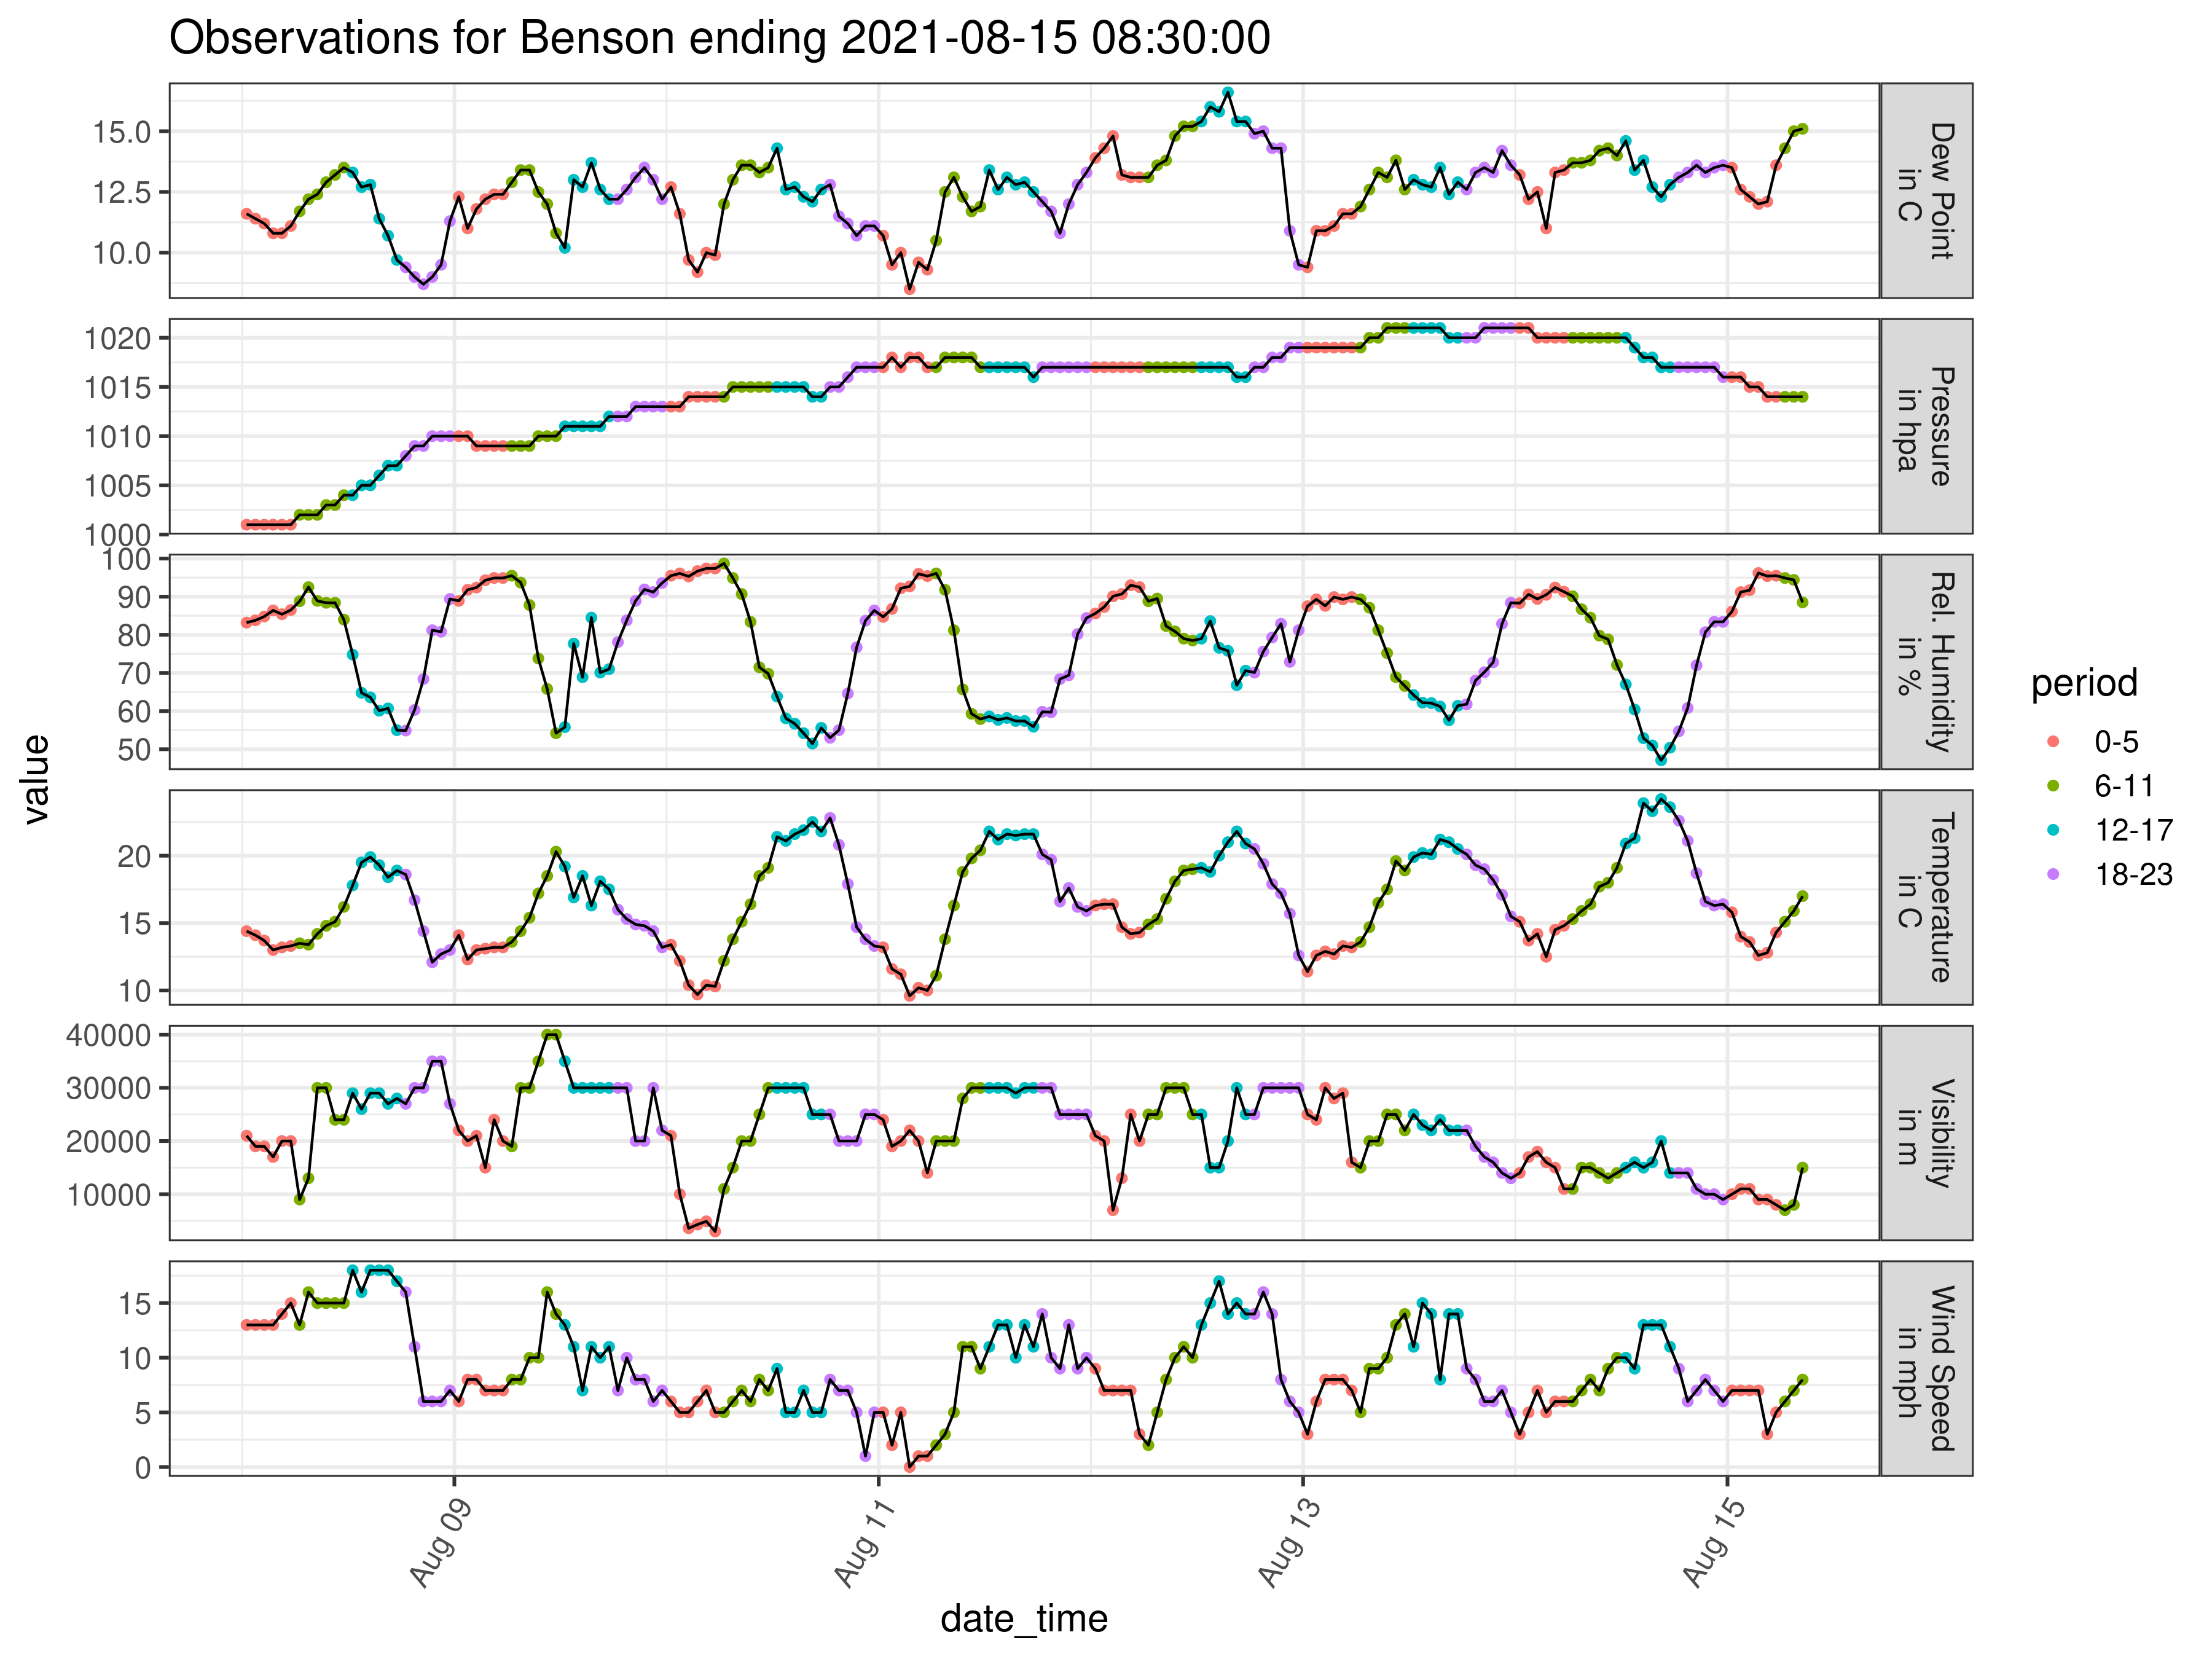 Observations for Benson ending 2021-08-15 08:30:00
15.0
12.5
10.0
Dew Point
in C
1020
1015
1010
1005
1000
Pressure
in hpa
100
90
80
70
60
50
Rel. Humidity
in %
20
15
10
Temperature
in C
40000
30000
20000
10000
Visibility
in m
15
10
5
0
Wind Speed
in mph
value
Aug 09
Aug 11
Aug 13
Aug 15
date_time
period
0-5
6-11
12-17
18-23